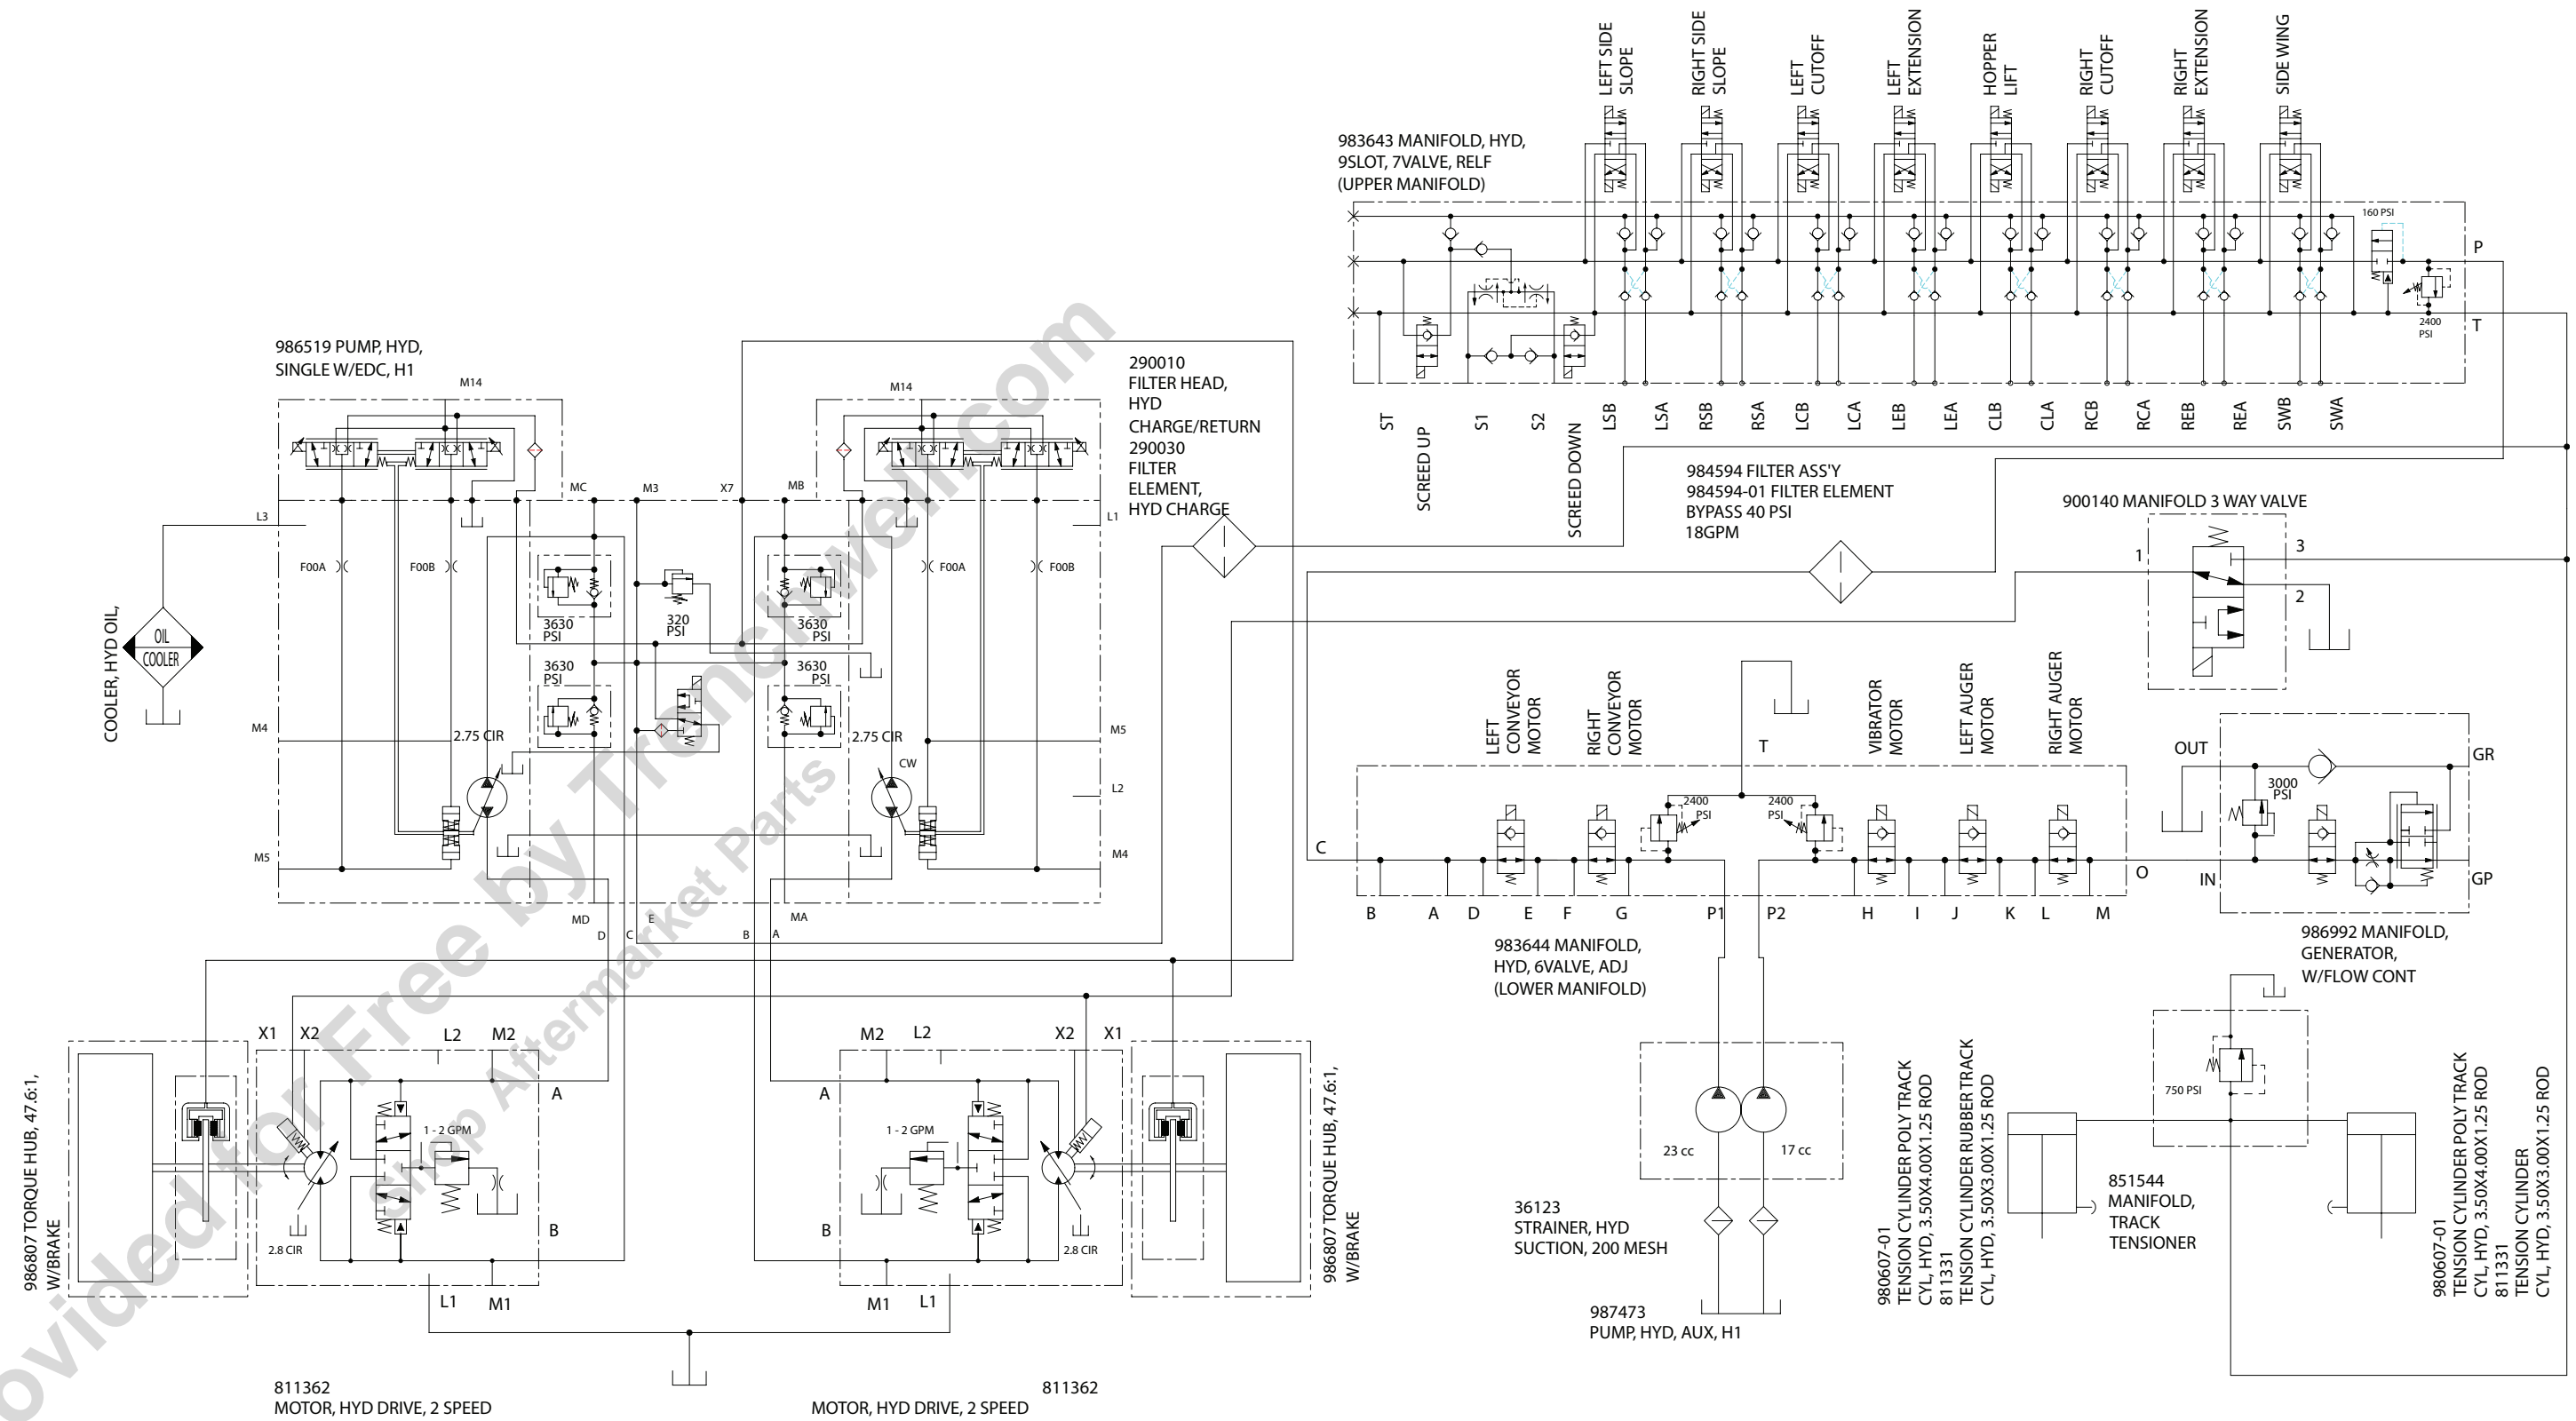 LEFT SIDE
SLOPE
RIGHT SIDE
SLOPE
LEFT
CUTOFF
LEFT
EXTENSION
HOPPER
LIFT
RIGHT
CUTOFF
RIGHT
EXTENSION
SIDE WING
983643 MANIFOLD, HYD,
9SLOT, 7VALVE, RELF
(UPPER MANIFOLD)
160 PSI
P
2400
PSI
T
ST
SCREED UP
S1
S2
SCREED DOWN
LSB
LSA
RSB
RSA
LCB
LCA
LEB
LEA
CLB
CLA
RCB
RCA
REB
REA
SWB
SWA
986519 PUMP, HYD,
SINGLE W/EDC, H1
M14
M14
290010
FILTER HEAD,
HYD
CHARGE/RETURN
290030
FILTER
ELEMENT,
HYD CHARGE
984594 FILTER ASS'Y
984594-01 FILTER ELEMENT
BYPASS 40 PSI
18GPM
900140 MANIFOLD 3 WAY VALVE
1
3
2
MC
M3
X7
MB
L3
L1
F00A
F00B
F00A
F00B
3630
PSI
320
PSI
3630
PSI
3630
PSI
3630
PSI
COOLER, HYD OIL,
OIL
COOLER
M4
2.75 CIR
2.75 CIR
M5
CW
L2
M5
M4
MD
E
MA
D
C
B
A
LEFT
CONVEYOR
MOTOR
RIGHT
CONVEYOR
MOTOR
T
VIBRATOR
MOTOR
LEFT AUGER
MOTOR
RIGHT AUGER
MOTOR
2400
PSI
2400
PSI
C
O
B
A
D
E
F
G
P1
P2
H
I
J
K
L
M
983644 MANIFOLD,
HYD, 6VALVE, ADJ
(LOWER MANIFOLD)
OUT
GR
3000
PSI
IN
GP
986992 MANIFOLD,
GENERATOR,
W/FLOW CONT
X1
X2
L2
M2
M2
L2
X2
X1
A
A
1 - 2 GPM
1 - 2 GPM
B
B
2.8 CIR
2.8 CIR
L1
M1
M1
L1
986807 TORQUE HUB, 47.6:1,
W/BRAKE
986807 TORQUE HUB, 47.6:1,
W/BRAKE
23 cc
17 cc
36123
STRAINER, HYD
SUCTION, 200 MESH
987473
PUMP, HYD, AUX, H1
980607-01
TENSION CYLINDER POLY TRACK
CYL, HYD, 3.50X4.00X1.25 ROD
811331
TENSION CYLINDER RUBBER TRACK
CYL, HYD, 3.50X3.00X1.25 ROD
750 PSI
851544
MANIFOLD,
TRACK
TENSIONER
980607-01
TENSION CYLINDER POLY TRACK
CYL, HYD, 3.50X4.00X1.25 ROD
811331
TENSION CYLINDER
CYL, HYD, 3.50X3.00X1.25 ROD
811362
MOTOR, HYD DRIVE, 2 SPEED
811362
MOTOR, HYD DRIVE, 2 SPEED
ovided for Free by Tronchwell.com
Shop Aftermarket Parts